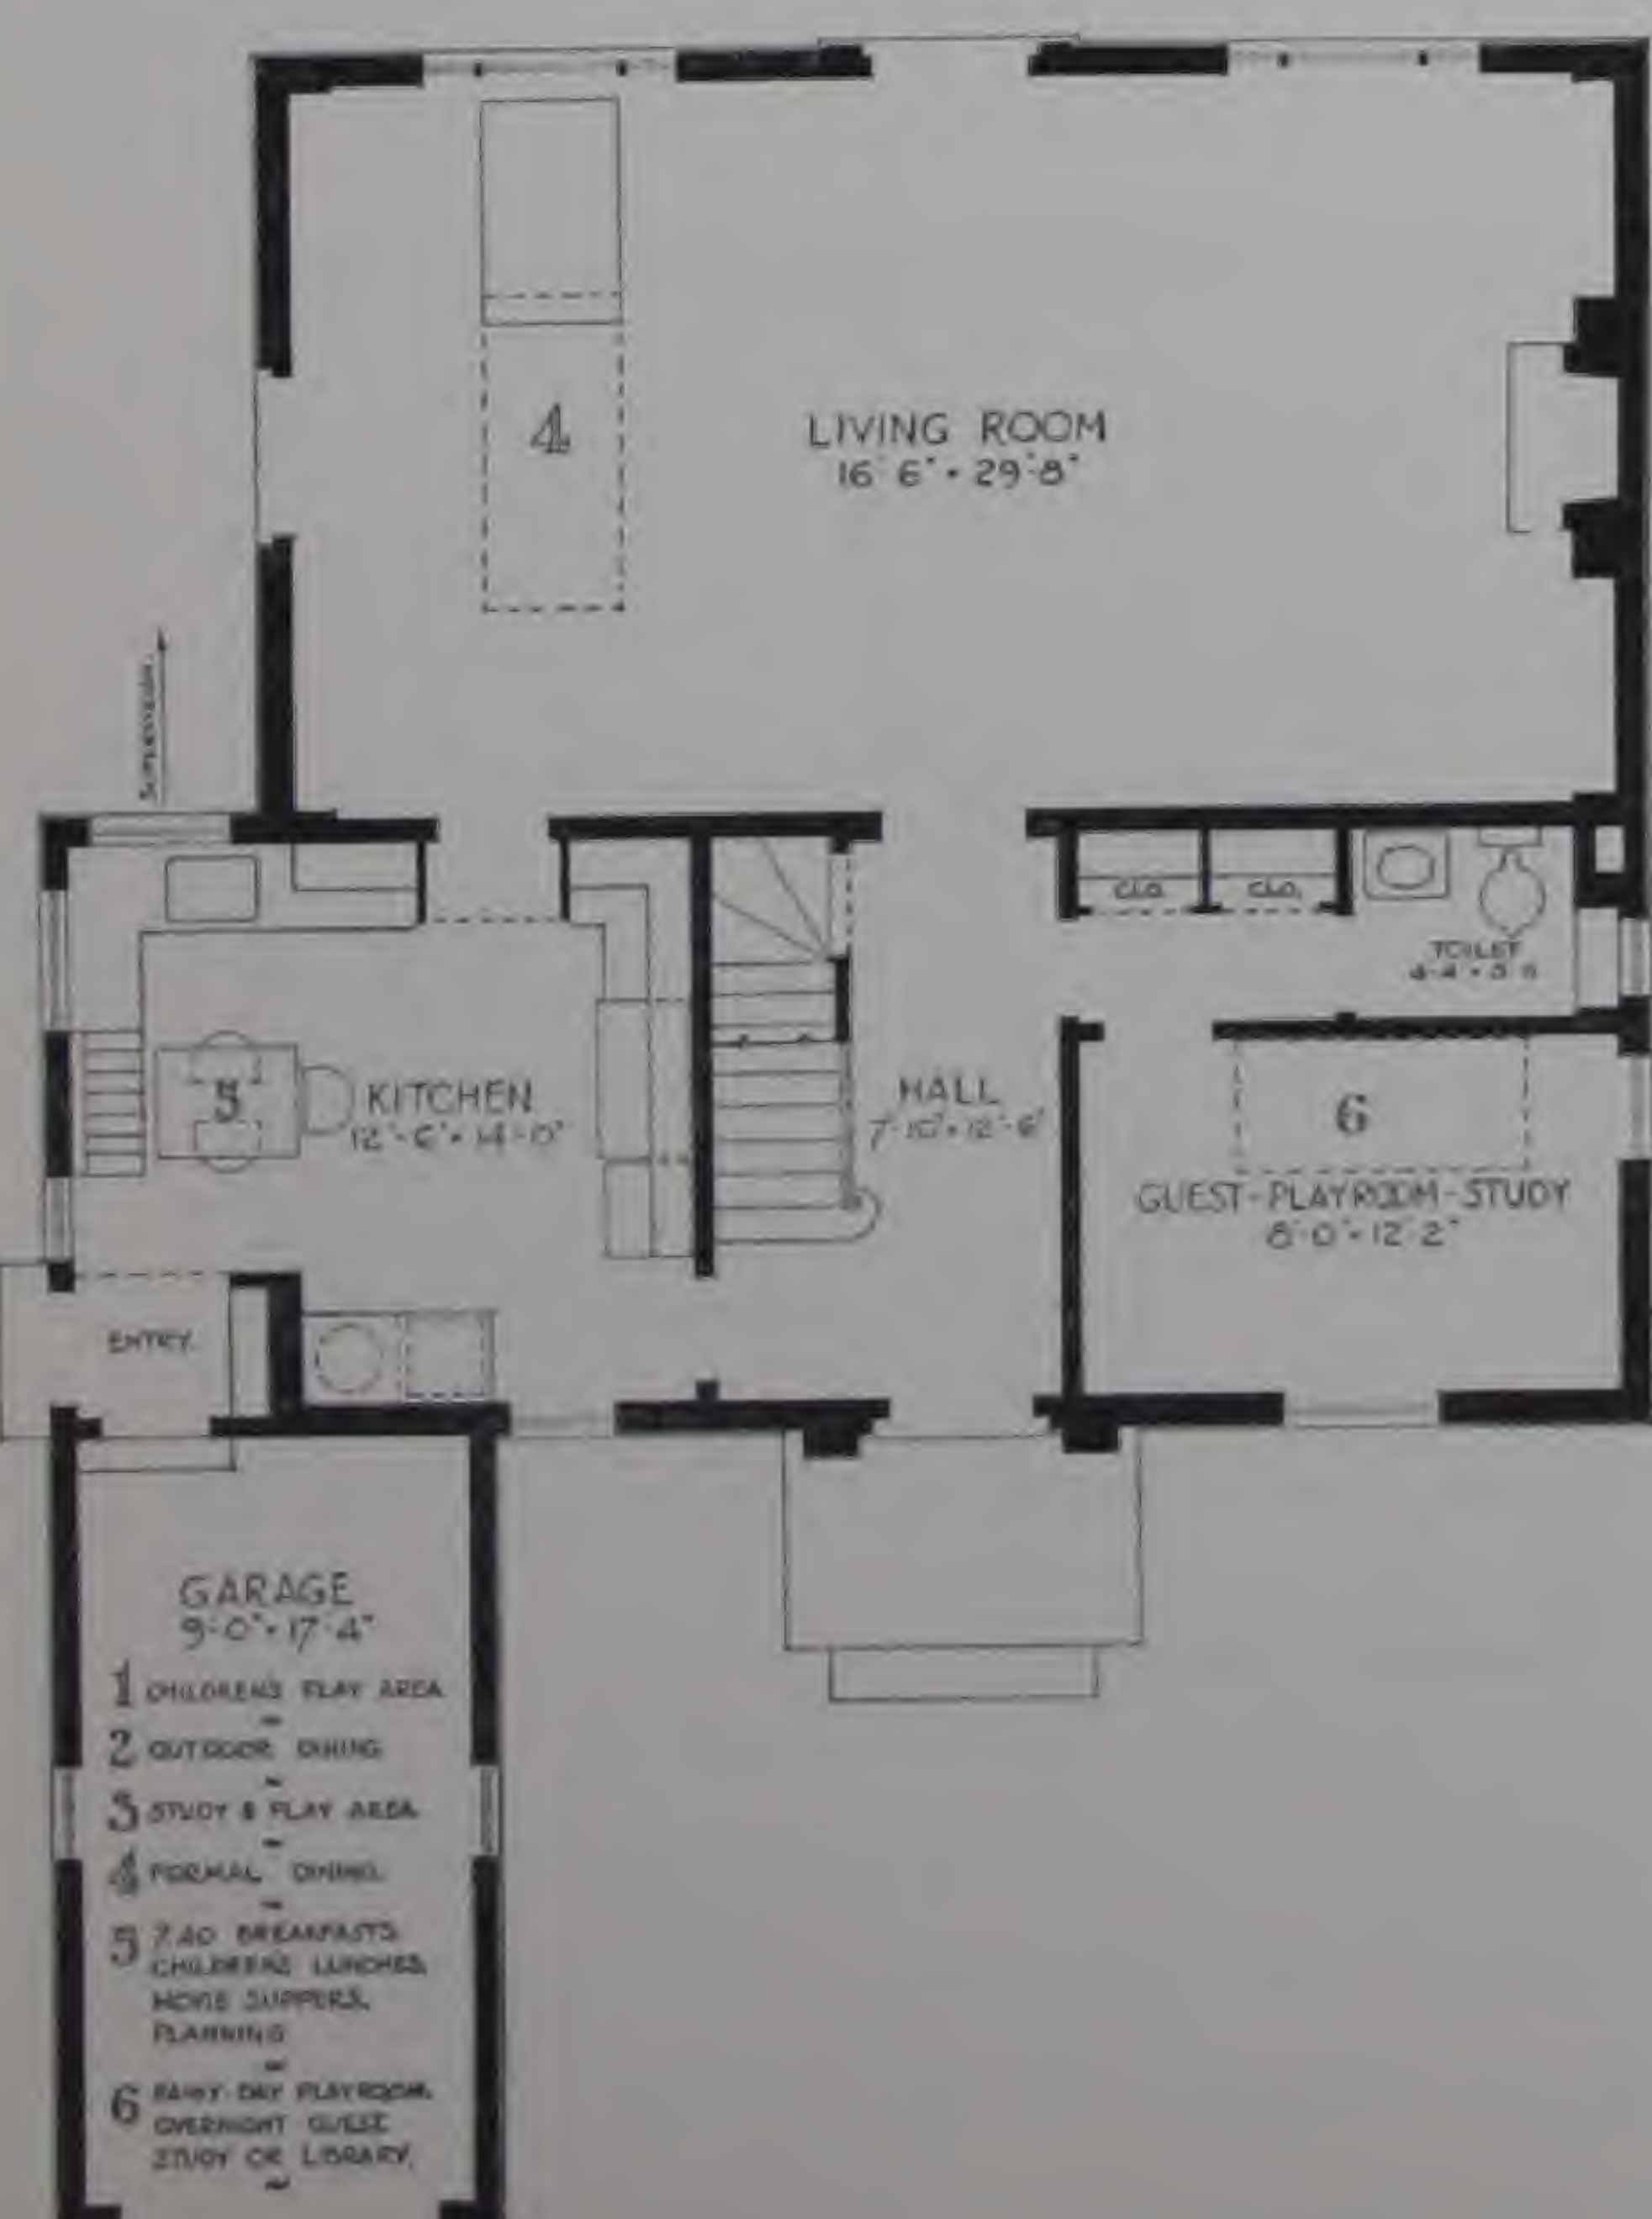 4
LIVING ROOM
16'6" • 29'-8"
SUPERVISION
CLO.
CLO.
TOILET
5
KITCHEN
12'-6" • 14'-0"
HALL
7'-10" • 12'-6"
6
GUEST-PLAYROOM-STUDY
8'-0" • 12'-2"
ENTRY
GARAGE
9'-0" • 17'-4"
1 CHILDREN'S PLAY AREA
2 OUTDOOR DINING
3 STUDY & PLAY AREA
4 FORMAL DINING
5 7:40 BREAKFASTS
CHILDREN'S LUNCHES,
HOME SUPPERS,
PLANNING
6 RAINY DAY PLAYROOM,
OVERNIGHT GUEST
STUDY OR LIBRARY.